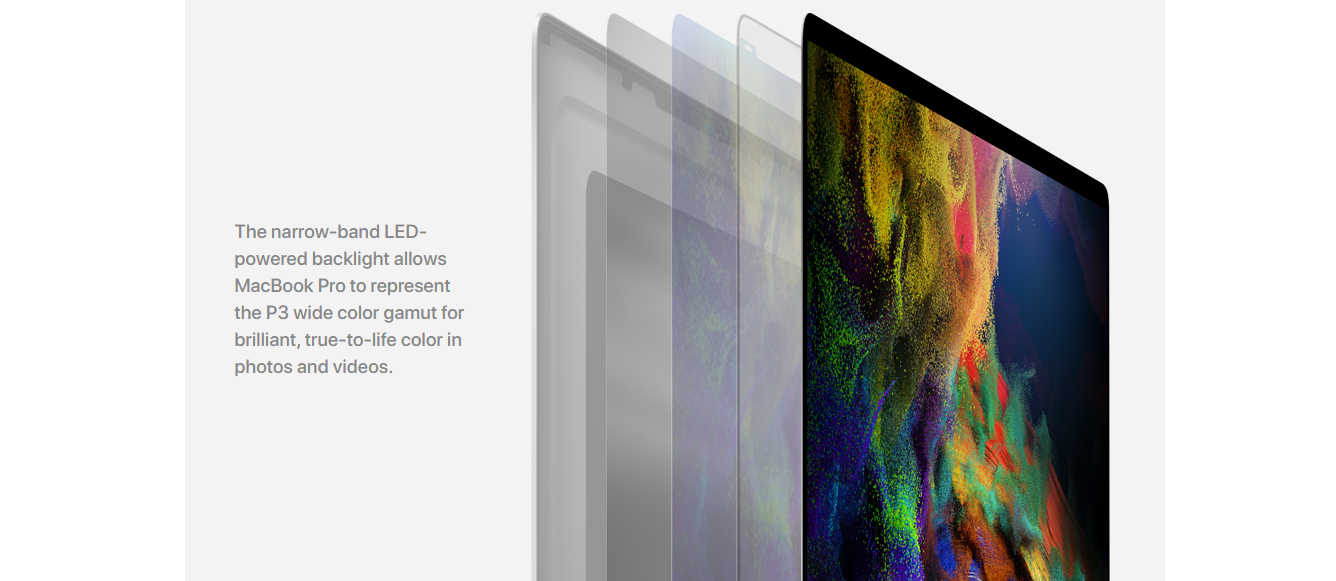 The narrow-band LED-
powered backlight allows
MacBook Pro to represent
the P3 wide color gamut for
brilliant, true-to-life color in
photos and videos.